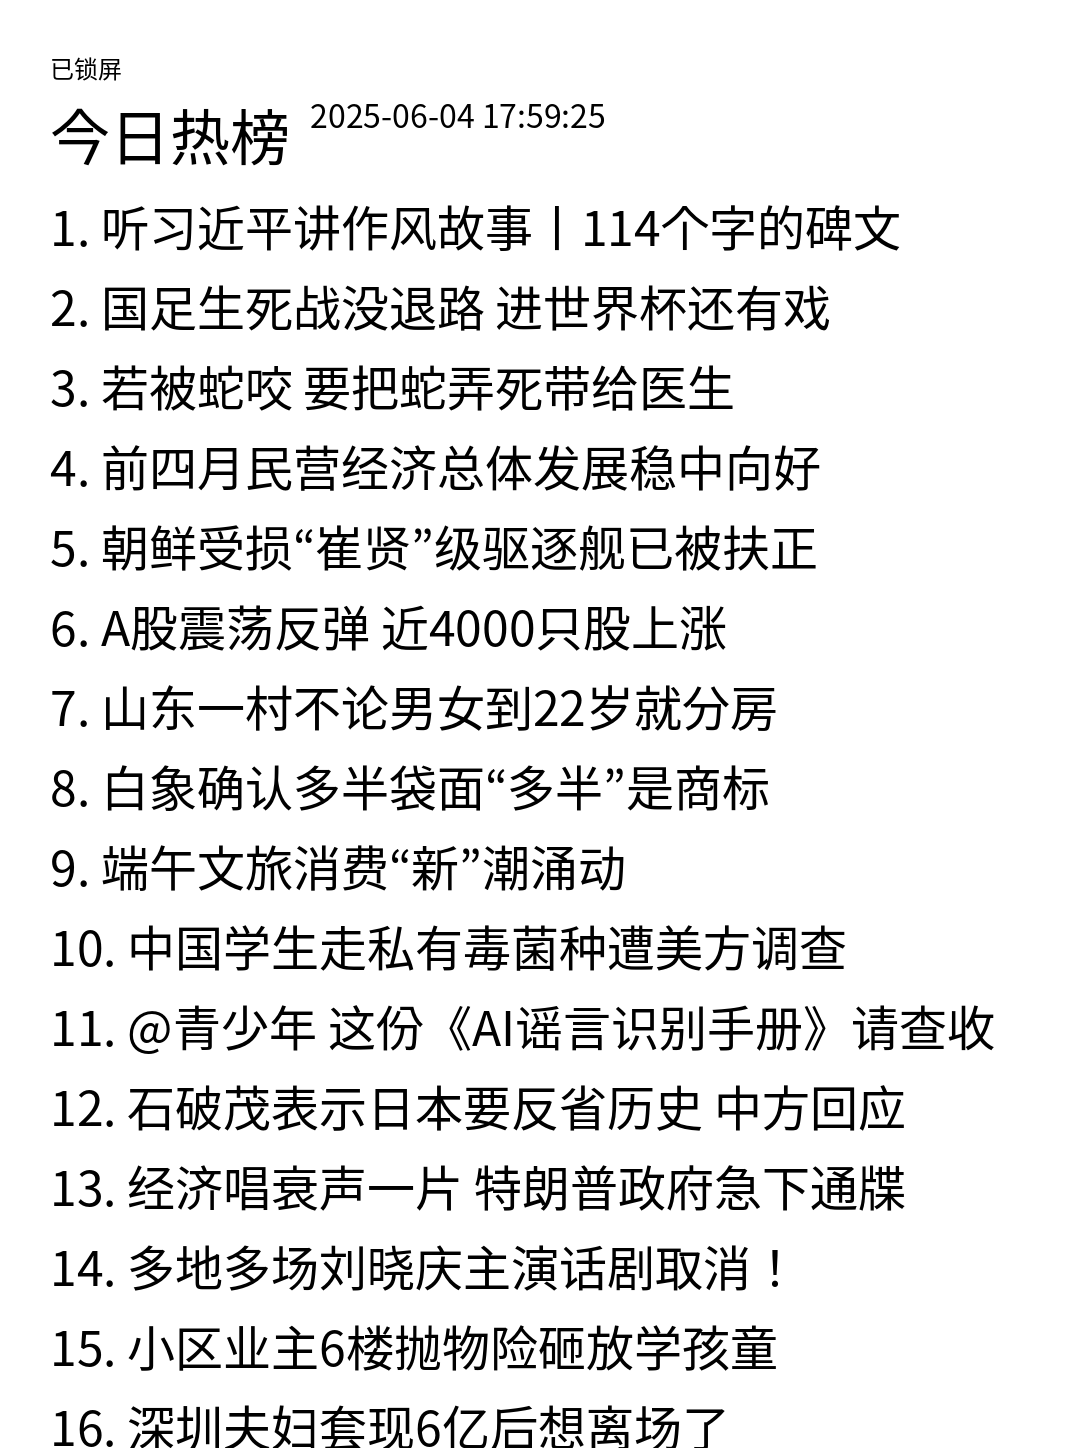 已锁屏
今日热榜 2025-06-04 17:59:25
1. 听习近平讲作风故事丨114个字的碑文
2. 国足生死战没退路 进世界杯还有戏
3. 若被蛇咬 要把蛇弄死带给医生
4. 前四月民营经济总体发展稳中向好
5. 朝鲜受损“崔贤”级驱逐舰已被扶正
6. A股震荡反弹 近4000只股上涨
7. 山东一村不论男女到22岁就分房
8. 白象确认多半袋面“多半”是商标
9. 端午文旅消费“新”潮涌动
10. 中国学生走私有毒菌种遭美方调查
11. @青少年 这份《AI谣言识别手册》请查收
12. 石破茂表示日本要反省历史 中方回应
13. 经济唱衰声一片 特朗普政府急下通牒
14. 多地多场刘晓庆主演话剧取消！
15. 小区业主6楼抛物险砸放学孩童
16. 深圳夫妇套现6亿后想离场了